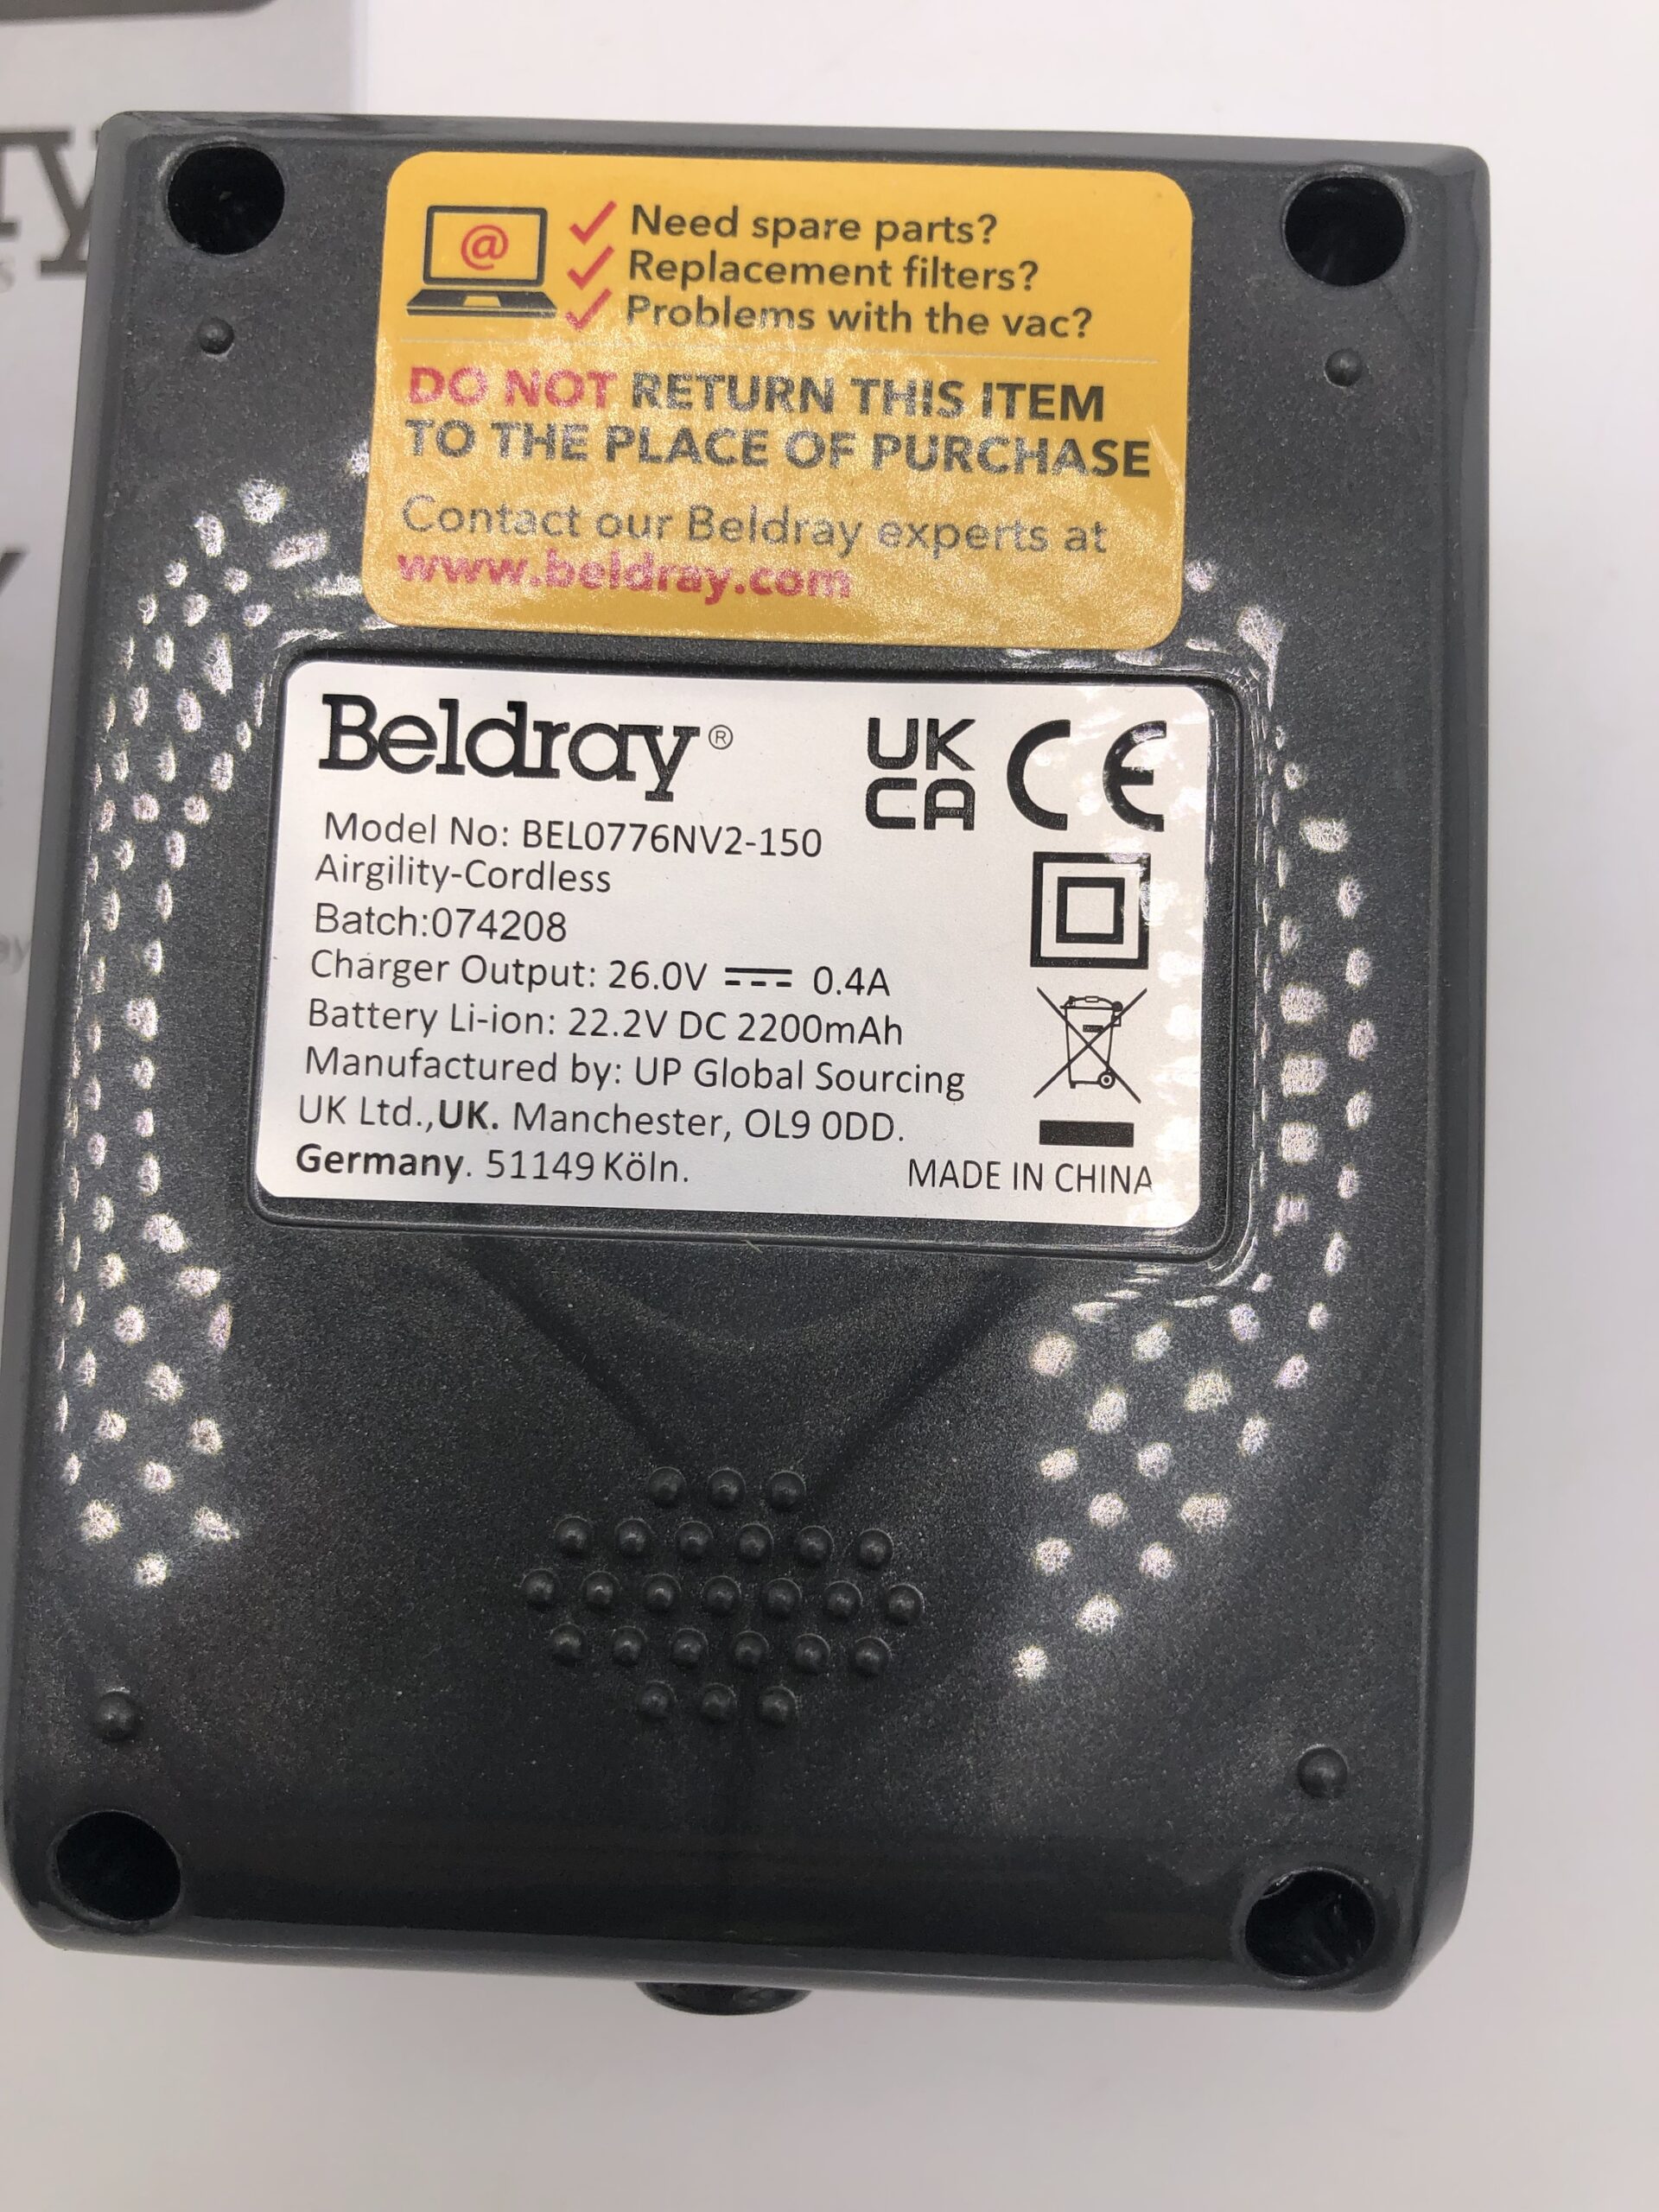 Need spare parts?
Replacement filters?
Problems with the vac?
DO NOT RETURN THIS ITEM
TO THE PLACE OF PURCHASE
Contact our Beldray experts at
www.beldray.com
Beldray®
UK
CA
CE
Model No: BEL0776NV2-150
Airgility-Cordless
Batch:074208
Charger Output: 26.0V ⎓ 0.4A
Battery Li-ion: 22.2V DC 2200mAh
Manufactured by: UP Global Sourcing
UK Ltd.,UK. Manchester, OL9 0DD.
Germany. 51149 Köln.
MADE IN CHINA